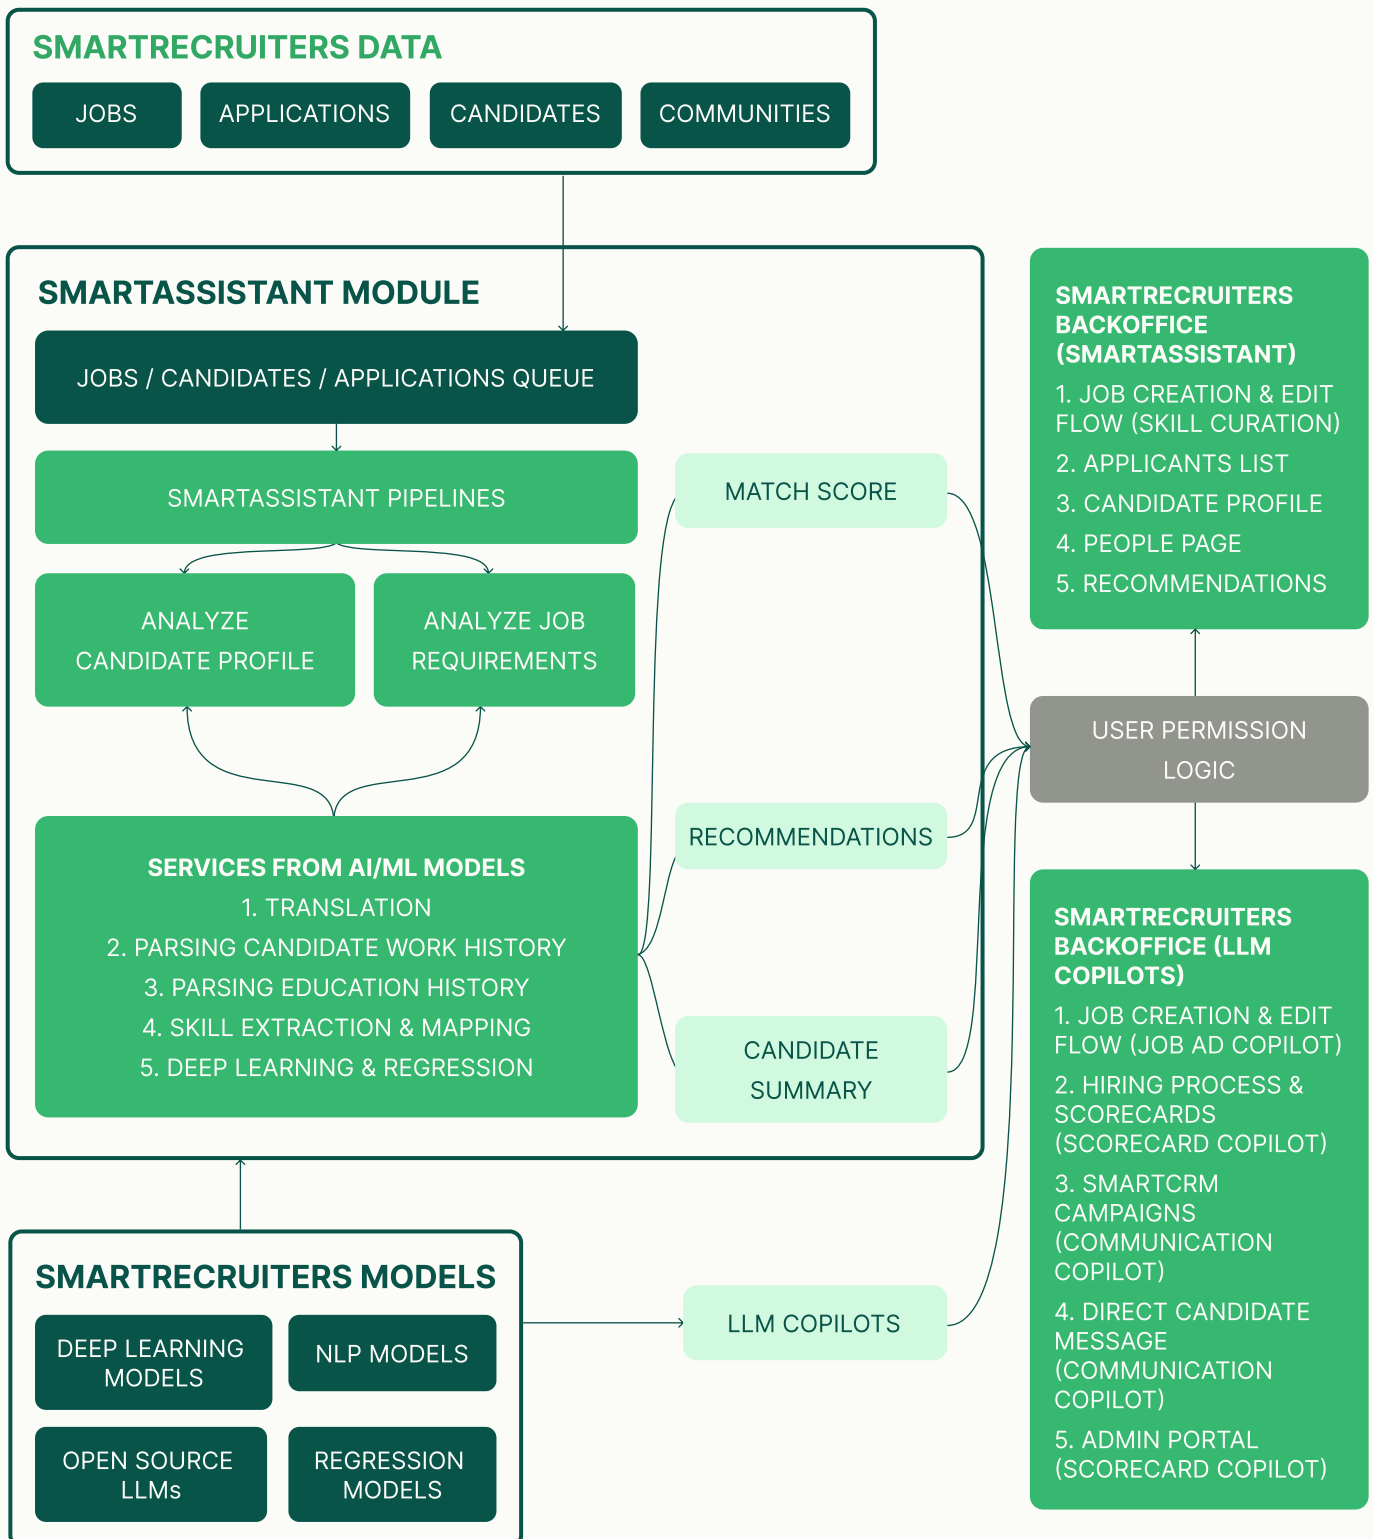 SMARTRECRUITERS DATA
JOBS
APPLICATIONS
CANDIDATES
COMMUNITIES
SMARTASSISTANT MODULE
JOBS / CANDIDATES / APPLICATIONS QUEUE
SMARTASSISTANT PIPELINES
ANALYZE
CANDIDATE PROFILE
ANALYZE JOB
REQUIREMENTS
SERVICES FROM AI/ML MODELS
1. TRANSLATION
2. PARSING CANDIDATE WORK HISTORY
3. PARSING EDUCATION HISTORY
4. SKILL EXTRACTION & MAPPING
5. DEEP LEARNING & REGRESSION
MATCH SCORE
RECOMMENDATIONS
CANDIDATE
SUMMARY
SMARTRECRUITERS
BACKOFFICE
(SMARTASSISTANT)
1. JOB CREATION & EDIT
FLOW (SKILL CURATION)
2. APPLICANTS LIST
3. CANDIDATE PROFILE
4. PEOPLE PAGE
5. RECOMMENDATIONS
USER PERMISSION
LOGIC
SMARTRECRUITERS
BACKOFFICE (LLM
COPILOTS)
1. JOB CREATION & EDIT
FLOW (JOB AD COPILOT)
2. HIRING PROCESS &
SCORECARDS
(SCORECARD COPILOT)
3. SMARTCRM
CAMPAIGNS
(COMMUNICATION
COPILOT)
4. DIRECT CANDIDATE
MESSAGE
(COMMUNICATION
COPILOT)
5. ADMIN PORTAL
(SCORECARD COPILOT)
SMARTRECRUITERS MODELS
DEEP LEARNING
MODELS
NLP MODELS
OPEN SOURCE
LLMs
REGRESSION
MODELS
LLM COPILOTS